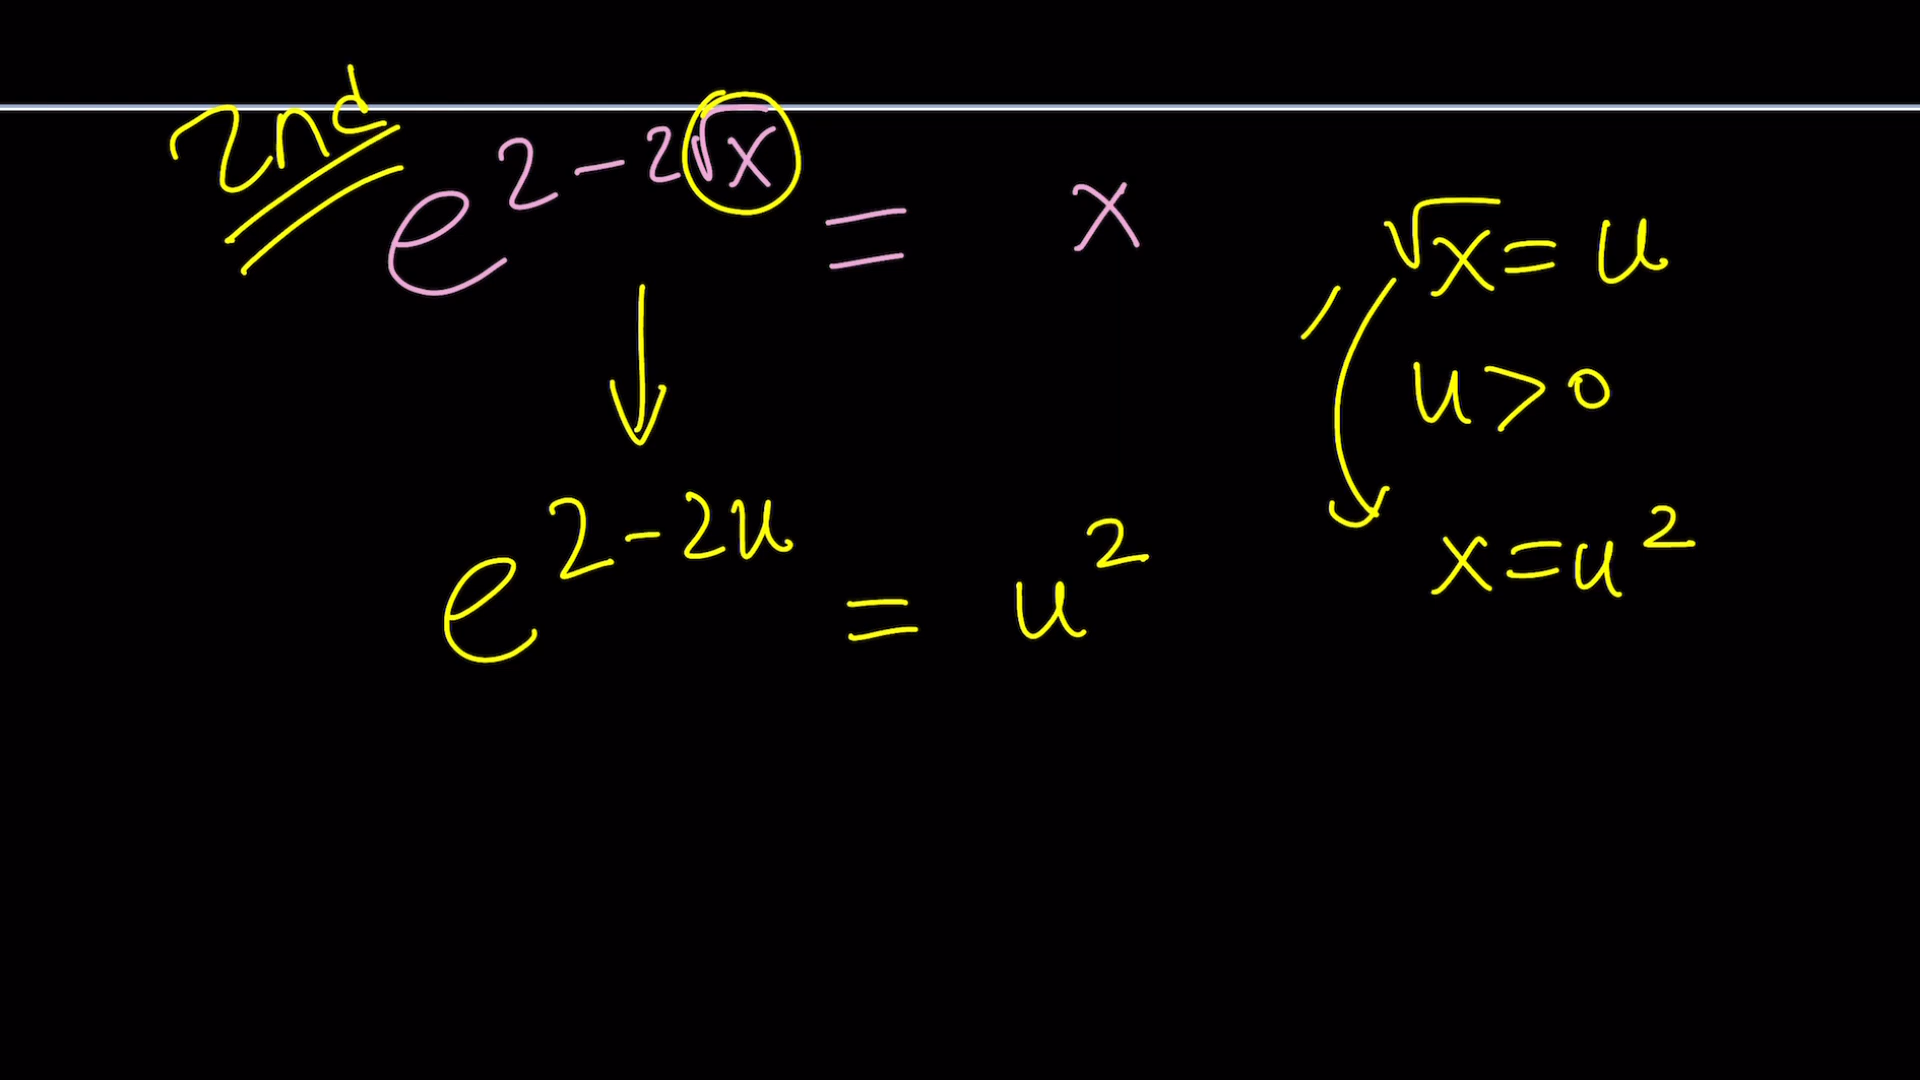 2nd
e^{2-2√x} = x
√x = u
u > 0
x = u²
e^{2-2u} = u²